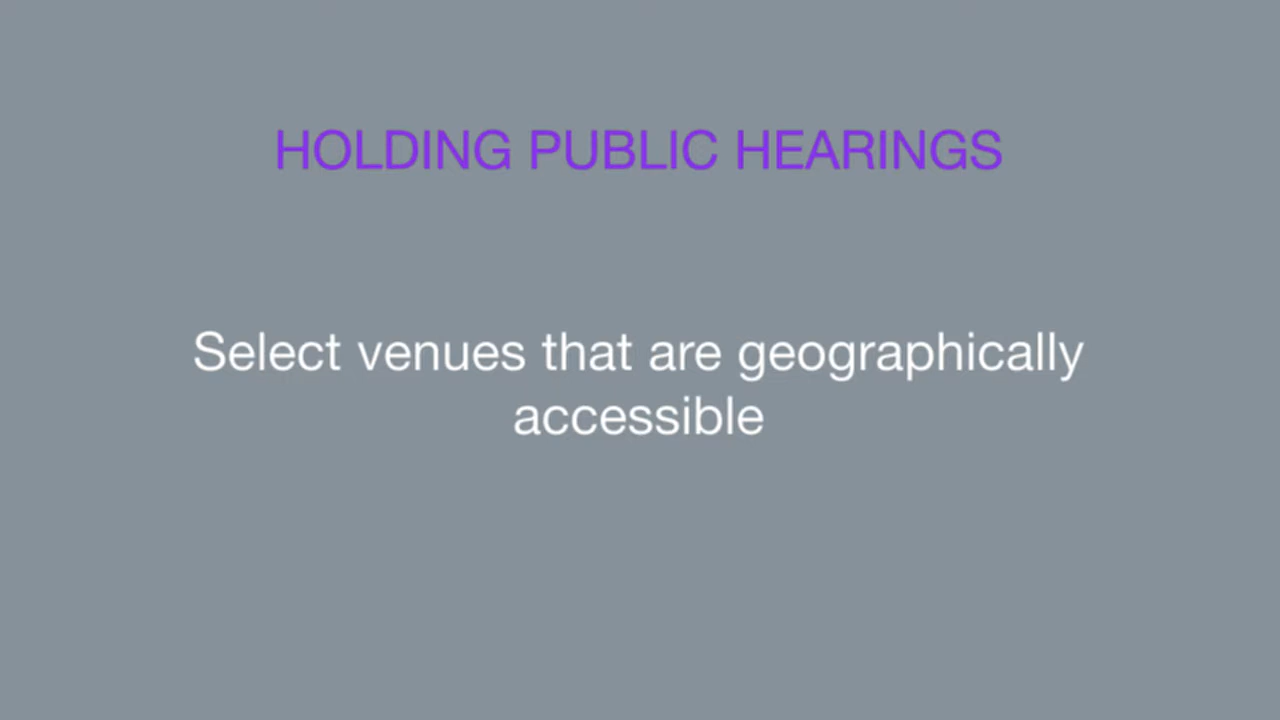 HOLDING PUBLIC HEARINGS
Select venues that are geographically
accessible